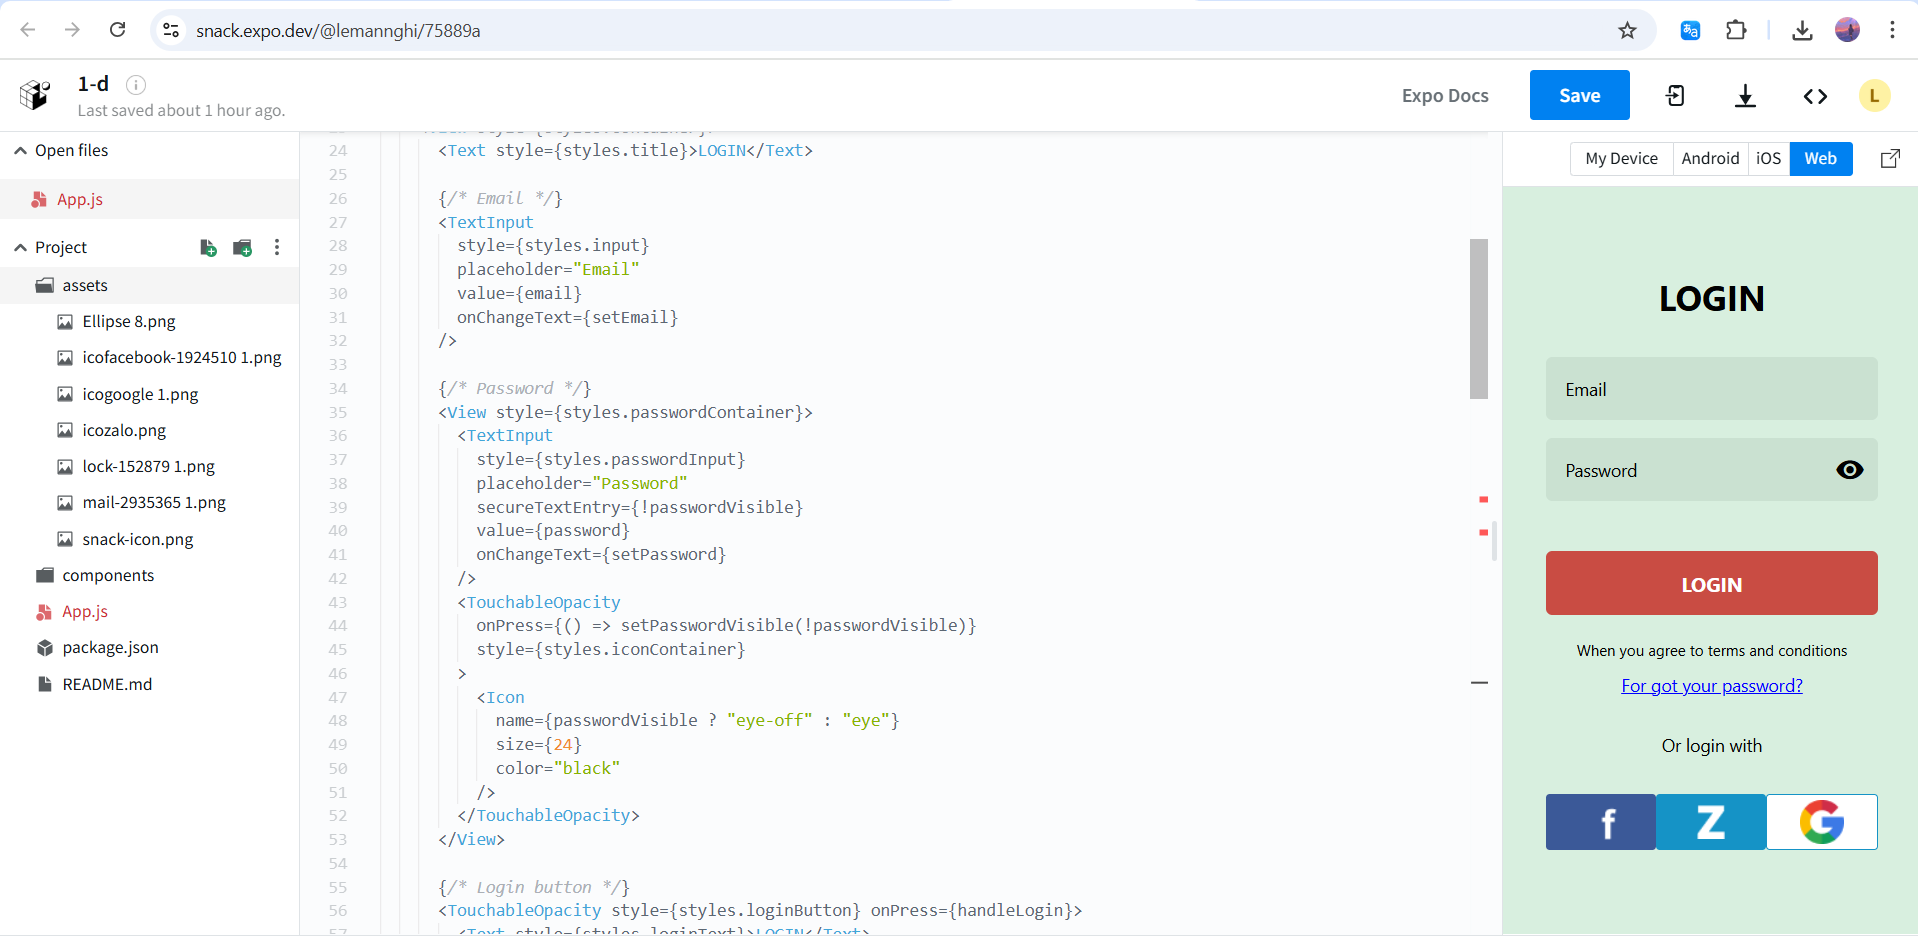 snack.expo.dev/@lemannghi/75889a
1-d
Last saved about 1 hour ago.
Expo Docs
Save
L
Open files
App.js
Project
assets
Ellipse 8.png
icofacebook-1924510 1.png
icogoogle 1.png
icozalo.png
lock-152879 1.png
mail-2935365 1.png
snack-icon.png
components
App.js
package.json
README.md
24 <Text style={styles.title}>LOGIN</Text>
25
26 {/* Email */}
27 <TextInput
28 style={styles.input}
29 placeholder="Email"
30 value={email}
31 onChangeText={setEmail}
32 />
33
34 {/* Password */}
35 <View style={styles.passwordContainer}>
36 <TextInput
37 style={styles.passwordInput}
38 placeholder="Password"
39 secureTextEntry={!passwordVisible}
40 value={password}
41 onChangeText={setPassword}
42 />
43 <TouchableOpacity
44 onPress={() => setPasswordVisible(!passwordVisible)}
45 style={styles.iconContainer}
46 >
47 <Icon
48 name={passwordVisible ? "eye-off" : "eye"}
49 size={24}
50 color="black"
51 />
52 </TouchableOpacity>
53 </View>
54
55 {/* Login button */}
56 <TouchableOpacity style={styles.loginButton} onPress={handleLogin}>
57 <Text style={styles.loginText}>LOGIN</Text>
My Device Android iOS Web
LOGIN
Email
Password
LOGIN
When you agree to terms and conditions
For got your password?
Or login with
f Z G